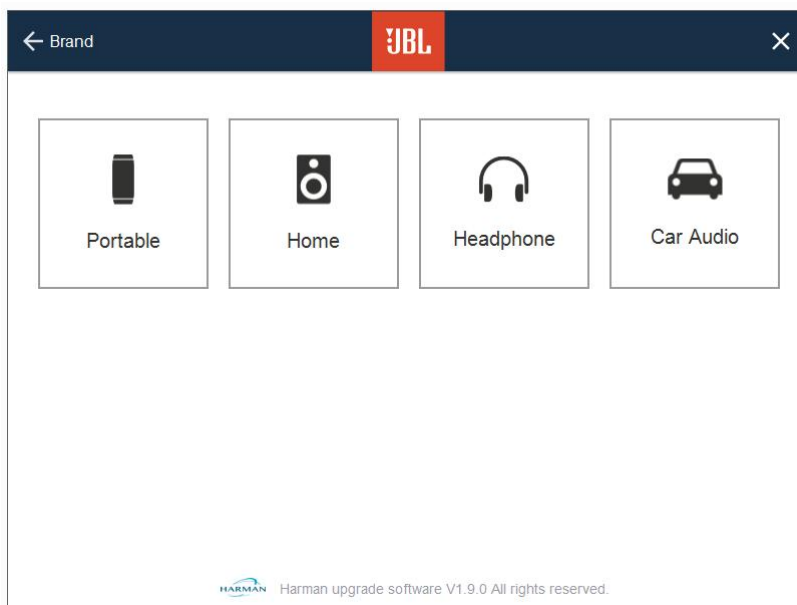 Brand
JBL
Portable
Home
Headphone
Car Audio
HARMAN Harman upgrade software V1.9.0 All rights reserved.